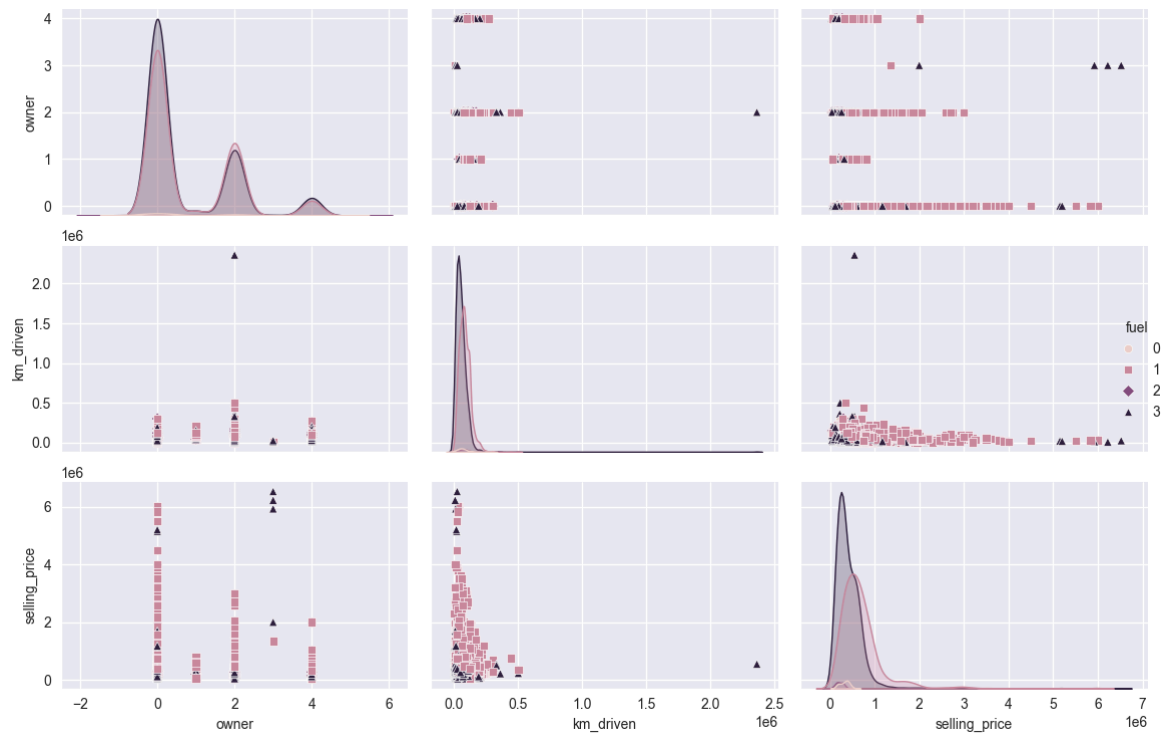 4
3
2
1
0
owner
1e6
2.0
1.5
1.0
0.5
0.0
km_driven
fuel
0
1
2
3
1e6
6
4
2
0
selling_price
−2 0 2 4 6
0.0 0.5 1.0 1.5 2.0 2.5
0 1 2 3 4 5 6 7
1e6 1e6
owner km_driven selling_price